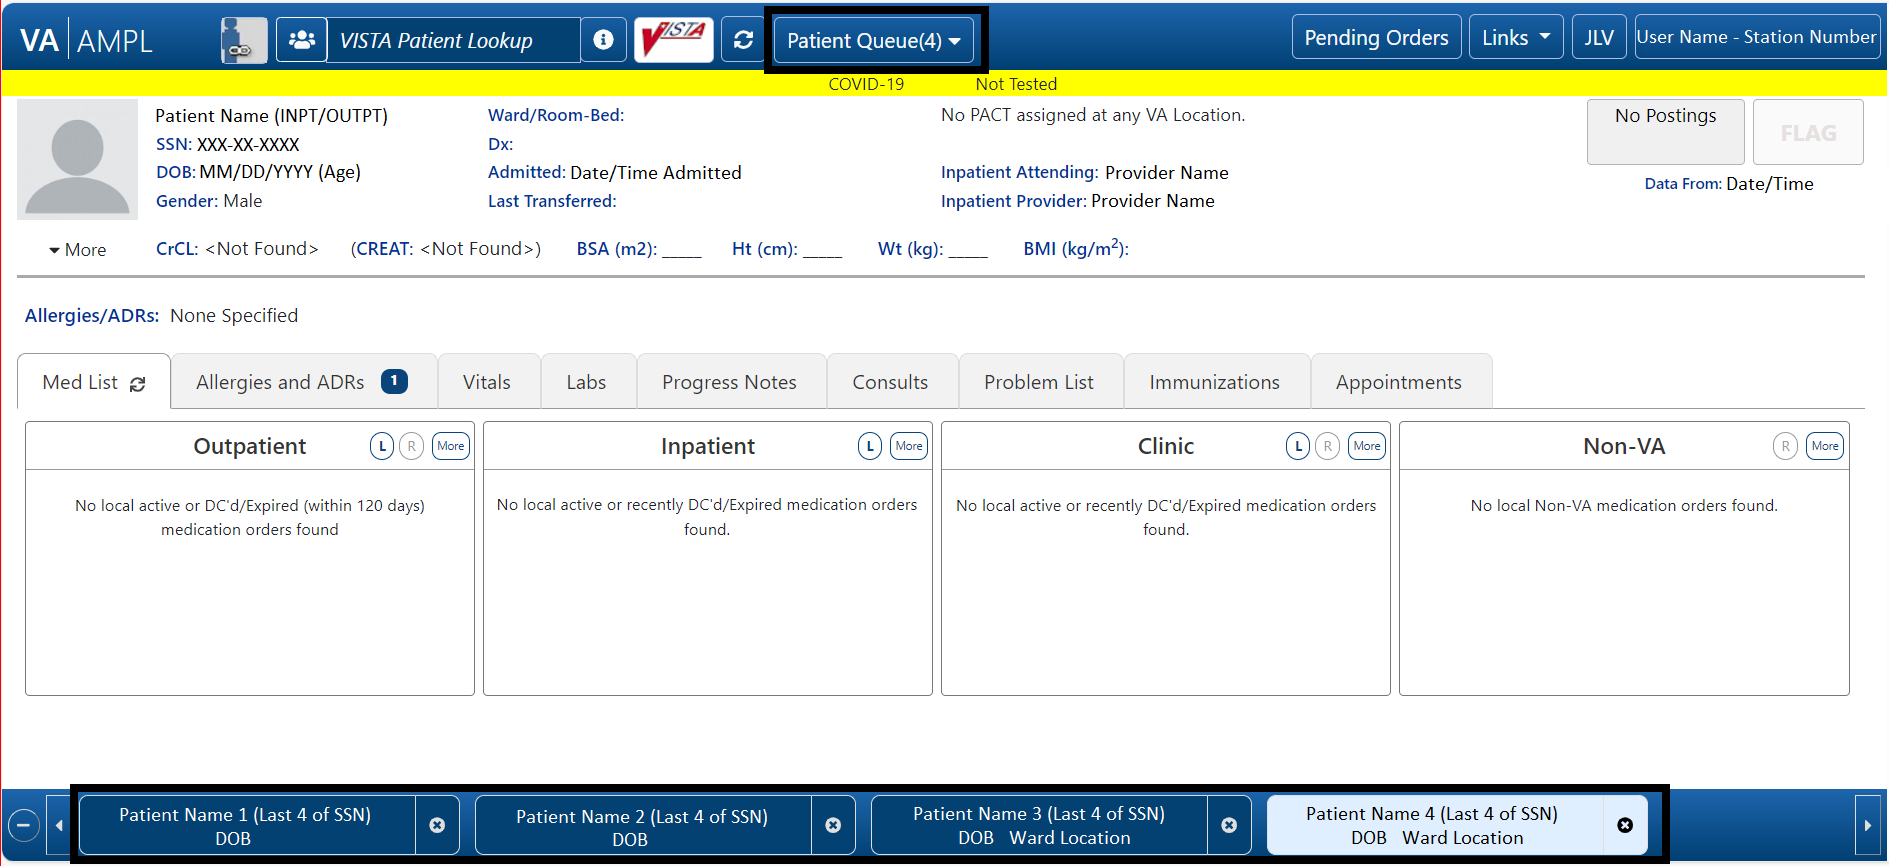 VA AMPL VISTA Patient Lookup VISTA Patient Queue(4) Pending Orders Links JLV User Name - Station Number
COVID-19 Not Tested
Patient Name (INPT/OUTPT) Ward/Room-Bed: No PACT assigned at any VA Location. No Postings FLAG
SSN: XXX-XX-XXXX Dx:
DOB: MM/DD/YYYY (Age) Admitted: Date/Time Admitted Inpatient Attending: Provider Name Data From: Date/Time
Gender: Male Last Transferred: Inpatient Provider: Provider Name
More CrCL: <Not Found> (CREAT: <Not Found>) BSA (m2): _____ Ht (cm): _____ Wt (kg): _____ BMI (kg/m²):
Allergies/ADRs: None Specified
Med List Allergies and ADRs 1 Vitals Labs Progress Notes Consults Problem List Immunizations Appointments
Outpatient L R More Inpatient L More Clinic L R More Non-VA R More
No local active or DC'd/Expired (within 120 days)
medication orders found
No local active or recently DC'd/Expired medication orders
found.
No local active or recently DC'd/Expired medication orders
found.
No local Non-VA medication orders found.
Patient Name 1 (Last 4 of SSN)
DOB
Patient Name 2 (Last 4 of SSN)
DOB
Patient Name 3 (Last 4 of SSN)
DOB Ward Location
Patient Name 4 (Last 4 of SSN)
DOB Ward Location